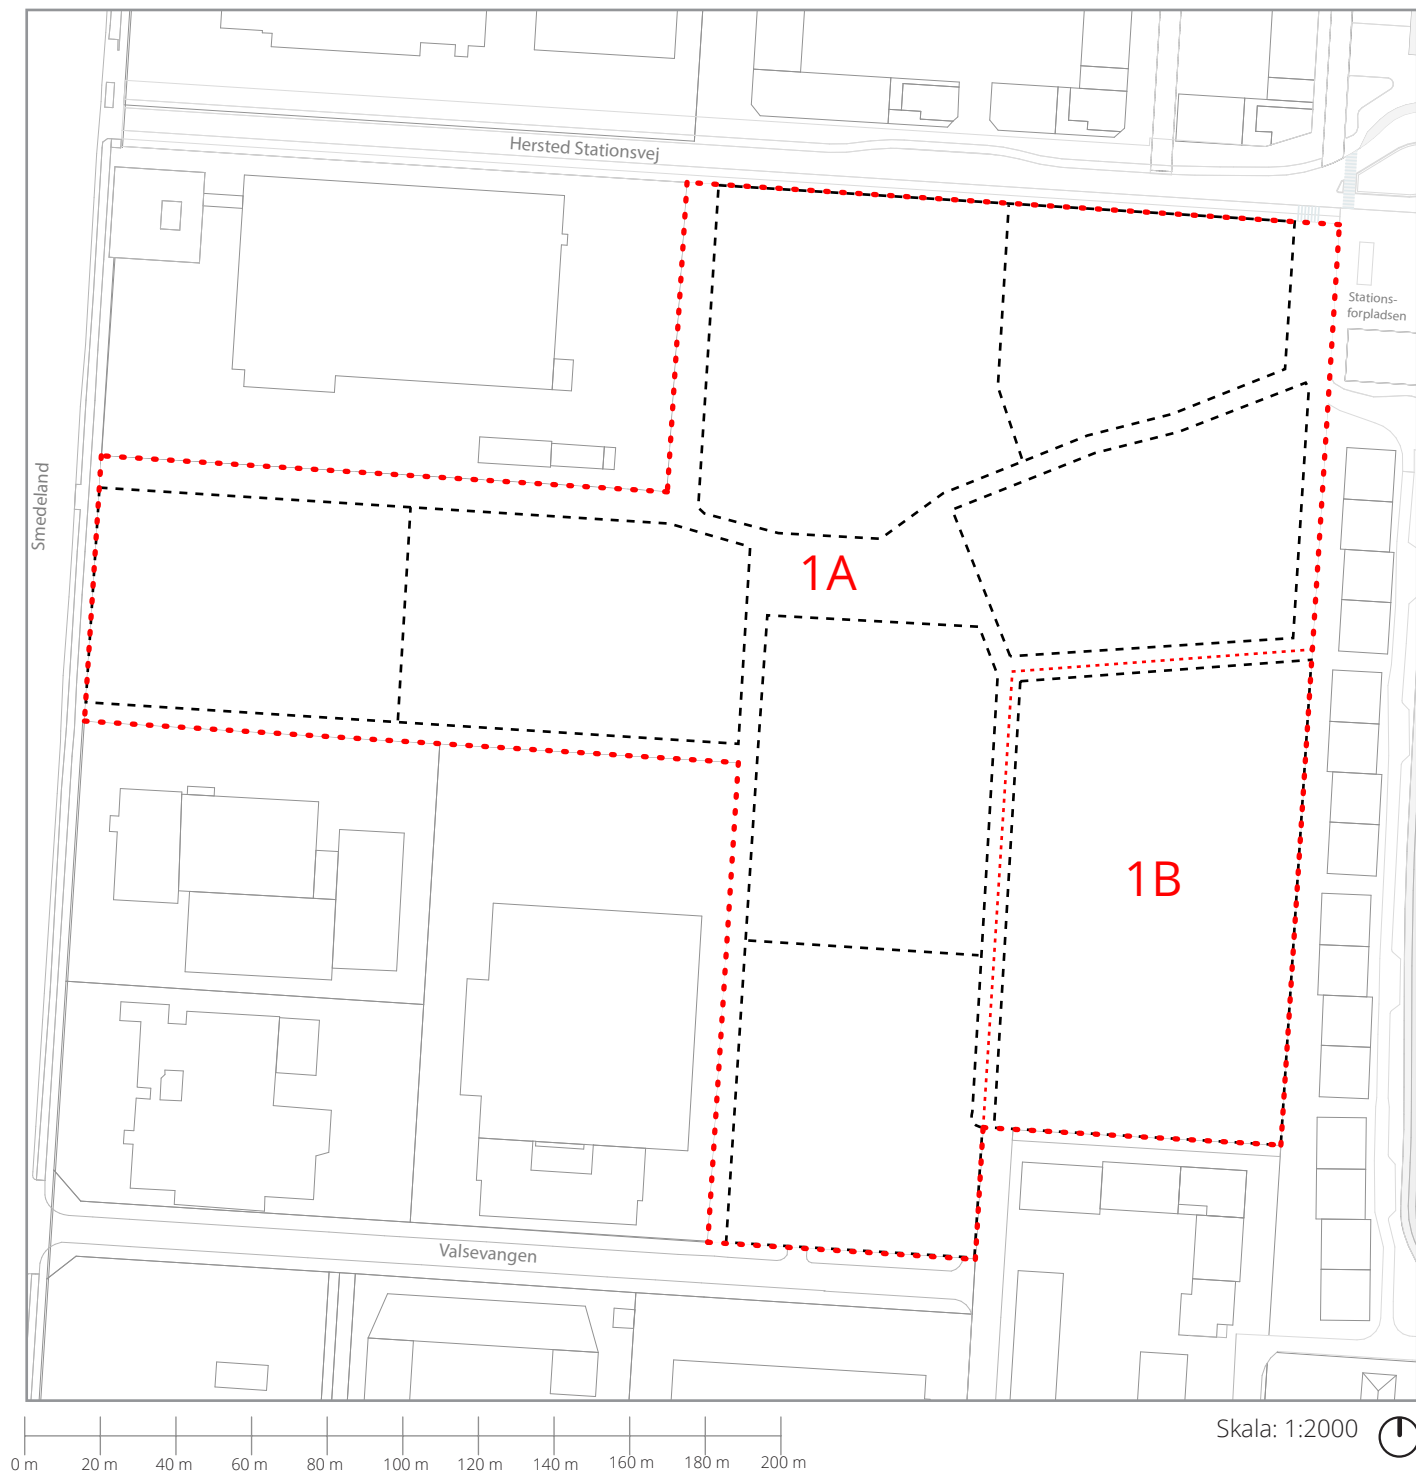 Hersted Stationsvej
Stations-
forpladsen
Smedeland
1A
1B
Valsevangen
Skala: 1:2000
0 m 20 m 40 m 60 m 80 m 100 m 120 m 140 m 160 m 180 m 200 m